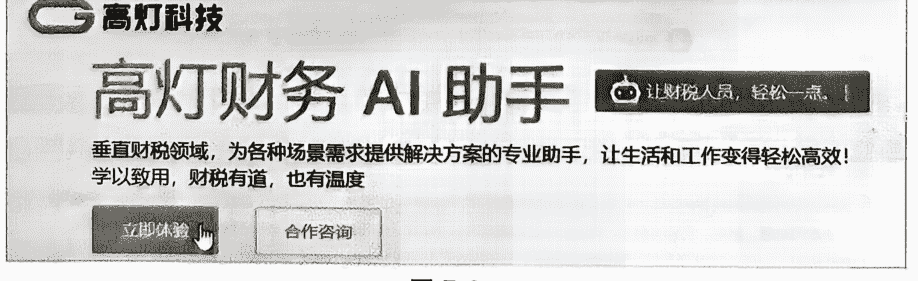 高灯科技
高灯财务 AI 助手
让财税人员，轻松一点。
垂直财税领域，为各种场景需求提供解决方案的专业助手，让生活和工作变得轻松高效！
学以致用，财税有道，也有温度
立即体验
合作咨询